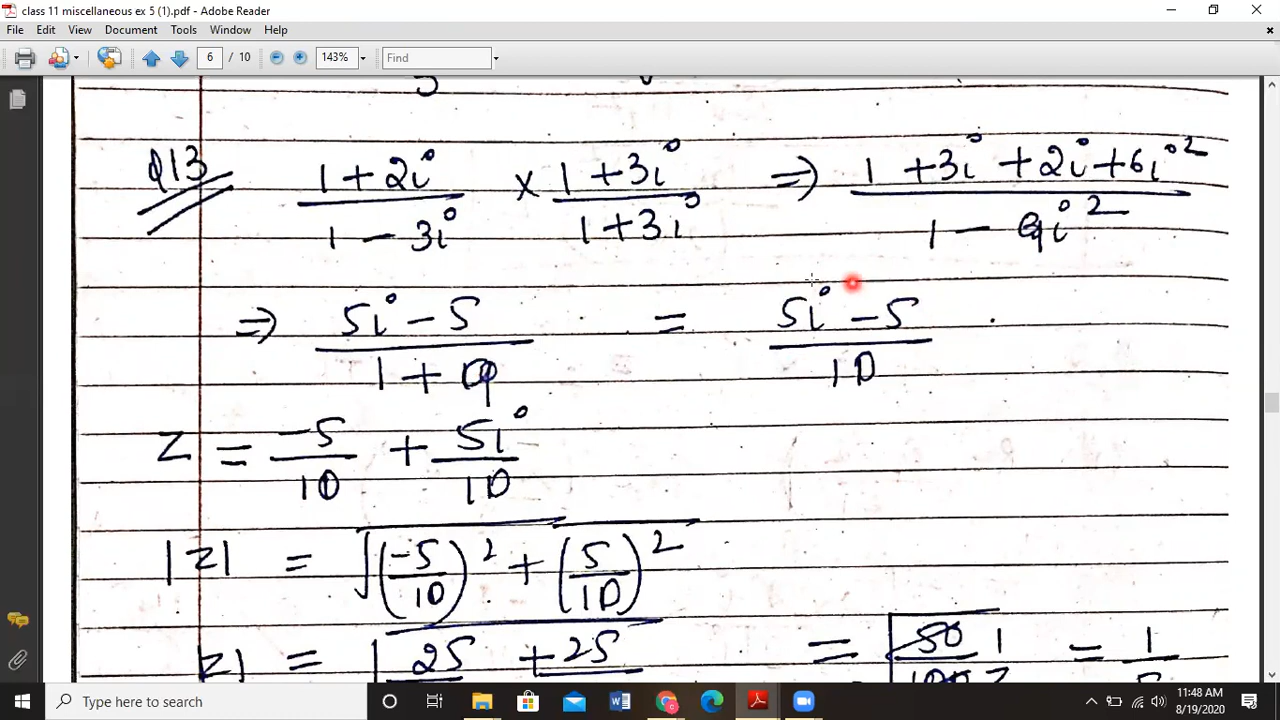 class 11 miscellaneous ex 5 (1).pdf - Adobe Reader
File Edit View Document Tools Window Help
6 / 10 143% Find
Q13 (1 + 2i)/(1 - 3i) × (1 + 3i)/(1 + 3i) ⇒ (1 + 3i + 2i + 6i²)/(1 - 9i²)
⇒ (5i - 5)/(1 + 9) = (5i - 5)/10 .
Z = -5/10 + 5i/10
|Z| = √((-5/10)² + (5/10)²)
|Z| = √(25 + 25 = √(50 1 = 1
Type here to search
11:48 AM
8/19/2020